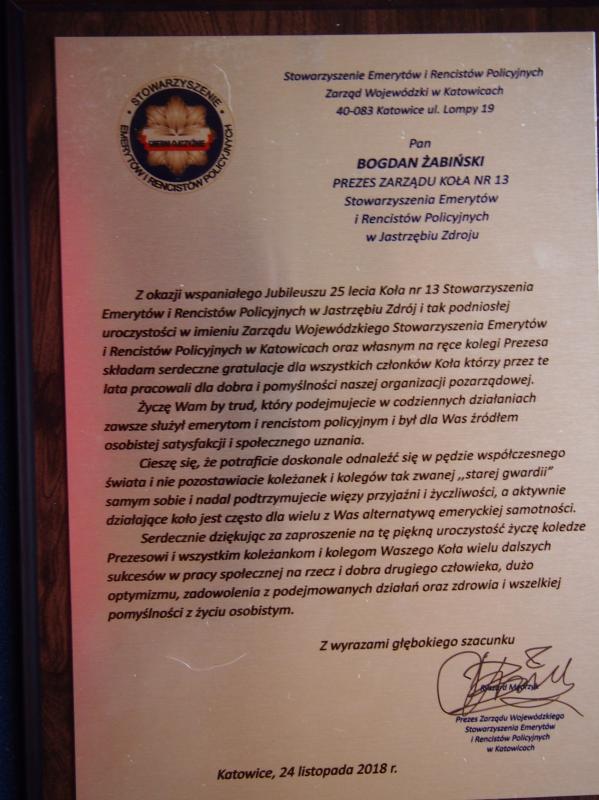 STOWARZYSZENIE
EMERYTÓW I RENCISTÓW POLICYJNYCH
Stowarzyszenie Emerytów i Rencistów Policyjnych
Zarząd Wojewódzki w Katowicach
40-083 Katowice ul. Lompy 19
Pan
BOGDAN ŻABIŃSKI
PREZES ZARZĄDU KOŁA NR 13
Stowarzyszenia Emerytów
i Rencistów Policyjnych
w Jastrzębiu Zdroju
Z okazji wspaniałego Jubileuszu 25 lecia Koła nr 13 Stowarzyszenia
Emerytów i Rencistów Policyjnych w Jastrzębiu Zdrój i tak podniosłej
uroczystości w imieniu Zarządu Wojewódzkiego Stowarzyszenia Emerytów
i Rencistów Policyjnych w Katowicach oraz własnym na ręce kolegi Prezesa
składam serdeczne gratulacje dla wszystkich członków Koła którzy przez te
lata pracowali dla dobra i pomyślności naszej organizacji pozarządowej.
Życzę Wam by trud, który podejmujecie w codziennych działaniach
zawsze służył emerytom i rencistom policyjnym i był dla Was źródłem
osobistej satysfakcji i społecznego uznania.
Cieszę się, że potraficie doskonale odnaleźć się w pędzie współczesnego
świata i nie pozostawiacie koleżanek i kolegów tak zwanej ,,starej gwardii"
samym sobie i nadal podtrzymujecie więzy przyjaźni i życzliwości, a aktywnie
działające koło jest często dla wielu z Was alternatywą emeryckiej samotności.
Serdecznie dziękując za zaproszenie na tę piękną uroczystość życzę koledze
Prezesowi i wszystkim koleżankom i kolegom Waszego Koła wielu dalszych
sukcesów w pracy społecznej na rzecz i dobra drugiego człowieka, dużo
optymizmu, zadowolenia z podejmowanych działań oraz zdrowia i wszelkiej
pomyślności z życiu osobistym.
Z wyrazami głębokiego szacunku
Prezes Zarządu Wojewódzkiego
Stowarzyszenia Emerytów
i Rencistów Policyjnych
w Katowicach
Katowice, 24 listopada 2018 r.